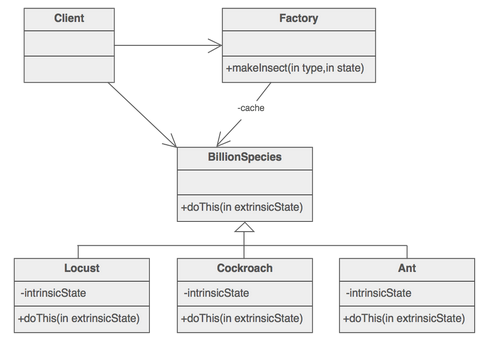 Client
Factory
+makeInsect(in type,in state)
-cache
BillionSpecies
+doThis(in extrinsicState)
Locust
-intrinsicState
+doThis(in extrinsicState)
Cockroach
-intrinsicState
+doThis(in extrinsicState)
Ant
-intrinsicState
+doThis(in extrinsicState)